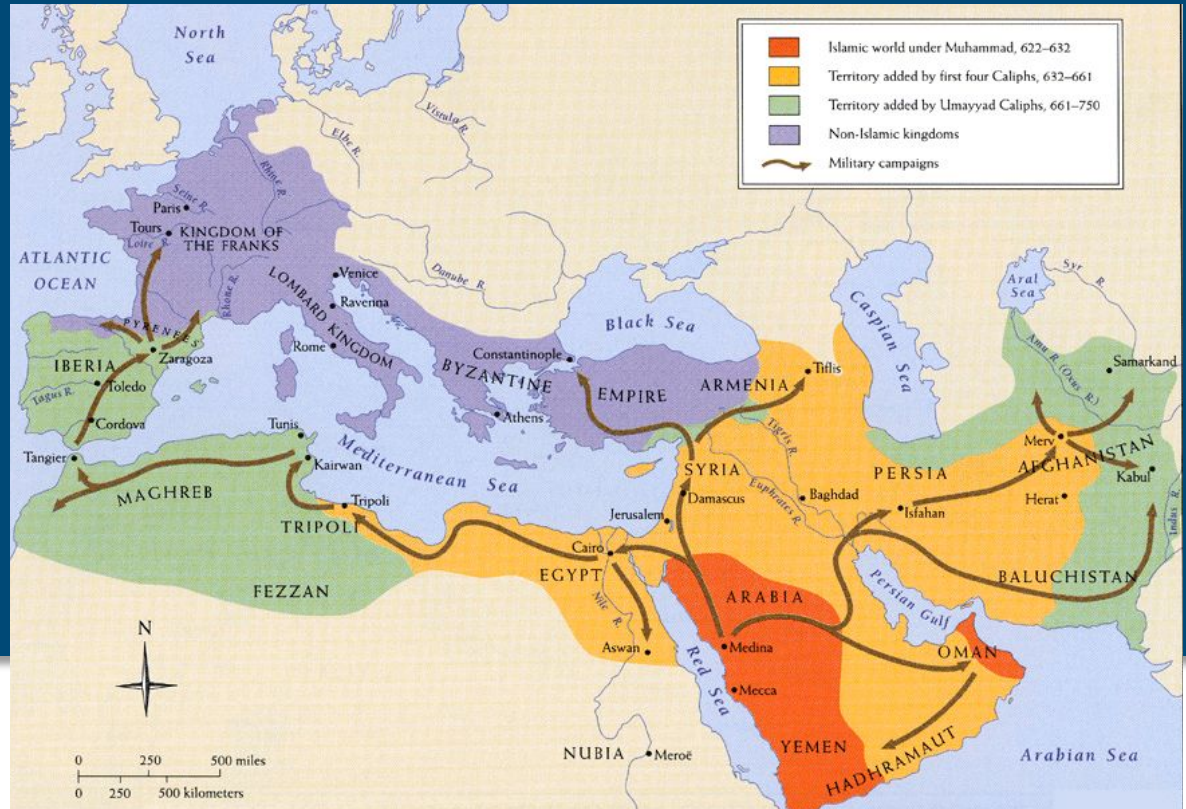 North
Sea
Islamic world under Muhammad, 622–632
Territory added by first four Caliphs, 632–661
Territory added by Umayyad Caliphs, 661–750
Non-Islamic kingdoms
Military campaigns
Elbe R.
Vistula R.
Rhine R.
Seine R.
Paris
Tours
Loire R.
KINGDOM OF
THE FRANKS
ATLANTIC
OCEAN
Rhone R.
LOMBARD KINGDOM
Venice
Ravenna
Danube R.
Rome
PYRENEES
IBERIA
Zaragoza
Toledo
Tagus R.
Cordova
Black Sea
Constantinople
BYZANTINE
EMPIRE
Athens
ARMENIA
Tiflis
Caspian
Sea
Aral
Sea
Syr R.
Amu R. (Oxus R.)
Samarkand
Merv
AFGHANISTAN
Kabul
Herat
Indus R.
Tangier
Tunis
Kairwan
MAGHREB
Mediterranean Sea
Tripoli
TRIPOLI
FEZZAN
SYRIA
Damascus
Jerusalem
Tigris R.
Euphrates R.
Baghdad
PERSIA
Isfahan
BALUCHISTAN
Cairo
EGYPT
Nile R.
Aswan
ARABIA
Persian Gulf
OMAN
Medina
Mecca
Red Sea
YEMEN
HADHRAMAUT
NUBIA
Meroë
Arabian Sea
N
0 250 500 miles
0 250 500 kilometers